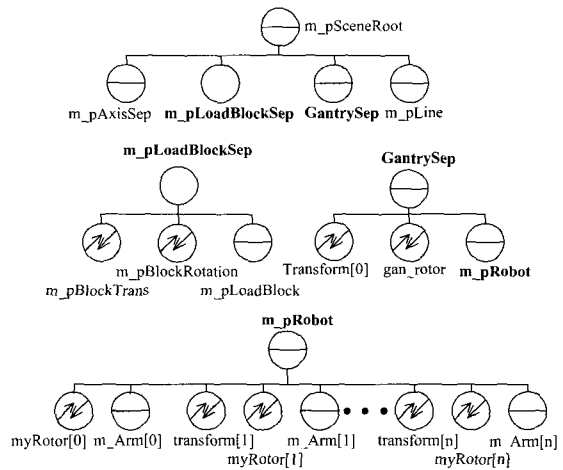 m_pSceneRoot
m_pAxisSep m_pLoadBlockSep GantrySep m_pLine
m_pLoadBlockSep
GantrySep
m_pBlockRotation
m_pBlockTrans m_pLoadBlock
Transform[0] gan_rotor m_pRobot
m_pRobot
myRotor[0] m_Arm[0] transform[1] m_Arm[1] transform[n] m_Arm[n]
myRotor[1] myRotor[n]